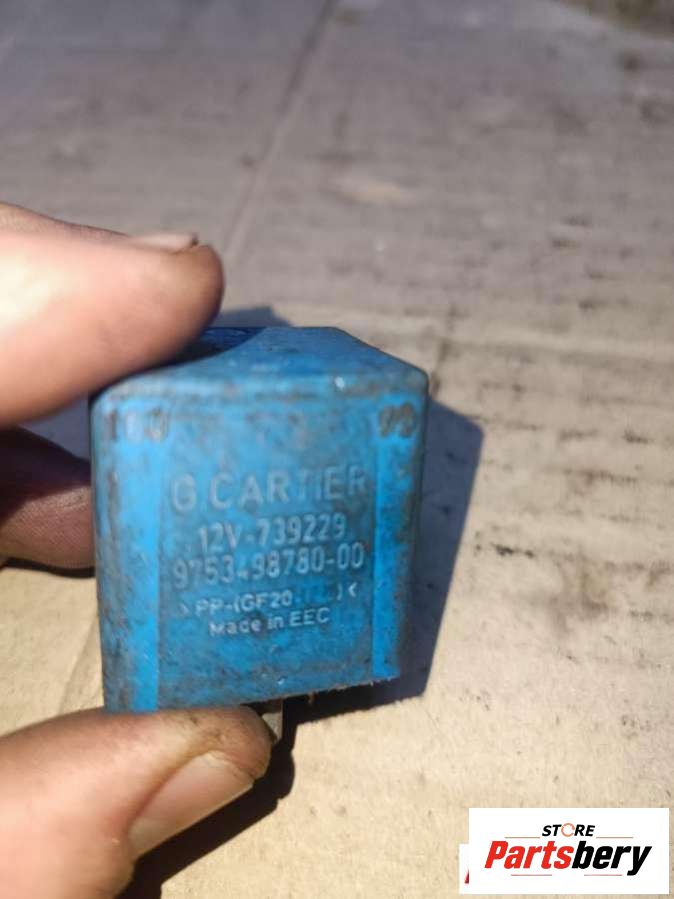 G.CARTIER
12V-739229
9753498780-00
>PP-(GF20
Made in EEC
STORE
Partsbery